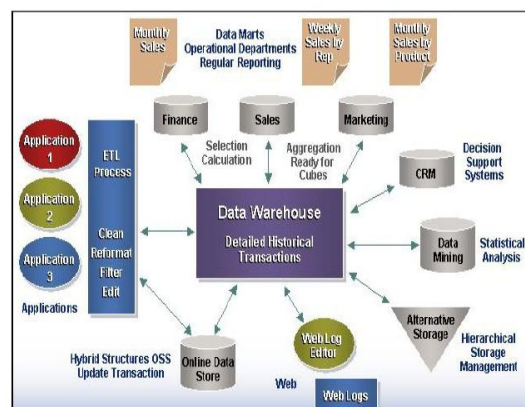 Monthly
Sales
Data Marts
Operational Departments
Regular Reporting
Weekly
Sales by
Rep
Monthly
Sales by
Product
Finance
Sales
Marketing
Selection
Calculation
Aggregation
Ready for
Cubes
Application
1
Application
2
Application
3
Applications
ETL
Process
Clean
Reformat
Filter
Edit
Data Warehouse
Detailed Historical
Transactions
CRM
Decision
Support
Systems
Data
Mining
Statistical
Analysis
Alternative
Storage
Hierarchical
Storage
Management
Hybrid Structures OSS
Update Transaction
Online Data
Store
Web Log
Editor
Web
Web Logs